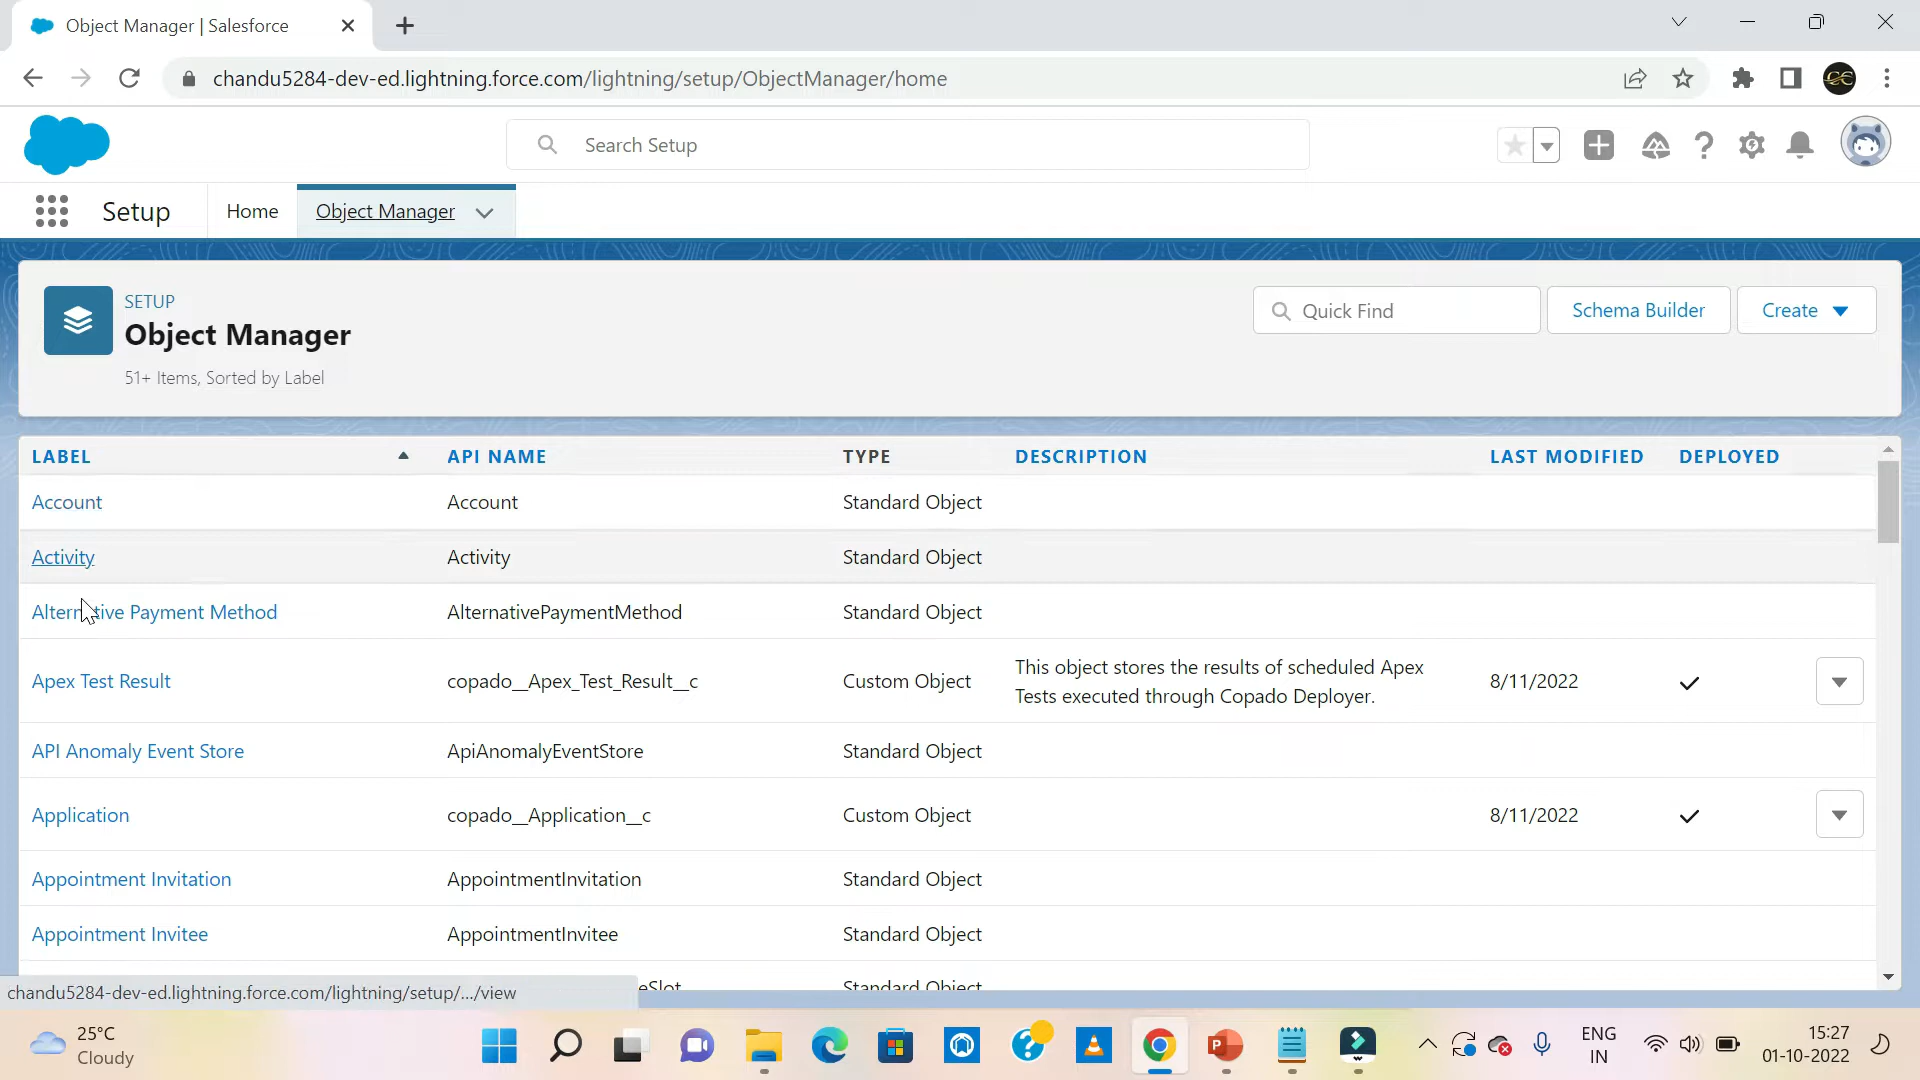 Object Manager | Salesforce
chandu5284-dev-ed.lightning.force.com/lightning/setup/ObjectManager/home
Search Setup
Setup
Home
Object Manager
SETUP
Object Manager
51+ Items, Sorted by Label
Quick Find
Schema Builder
Create
LABEL API NAME TYPE DESCRIPTION LAST MODIFIED DEPLOYED
Account Account Standard Object
Activity Activity Standard Object
Alternative Payment Method AlternativePaymentMethod Standard Object
Apex Test Result copado__Apex_Test_Result__c Custom Object This object stores the results of scheduled Apex 8/11/2022
Tests executed through Copado Deployer.
API Anomaly Event Store ApiAnomalyEventStore Standard Object
Application copado__Application__c Custom Object 8/11/2022
Appointment Invitation AppointmentInvitation Standard Object
Appointment Invitee AppointmentInvitee Standard Object
eSlot Standard Object
chandu5284-dev-ed.lightning.force.com/lightning/setup/.../view
25°C
Cloudy
ENG
IN
15:27
01-10-2022